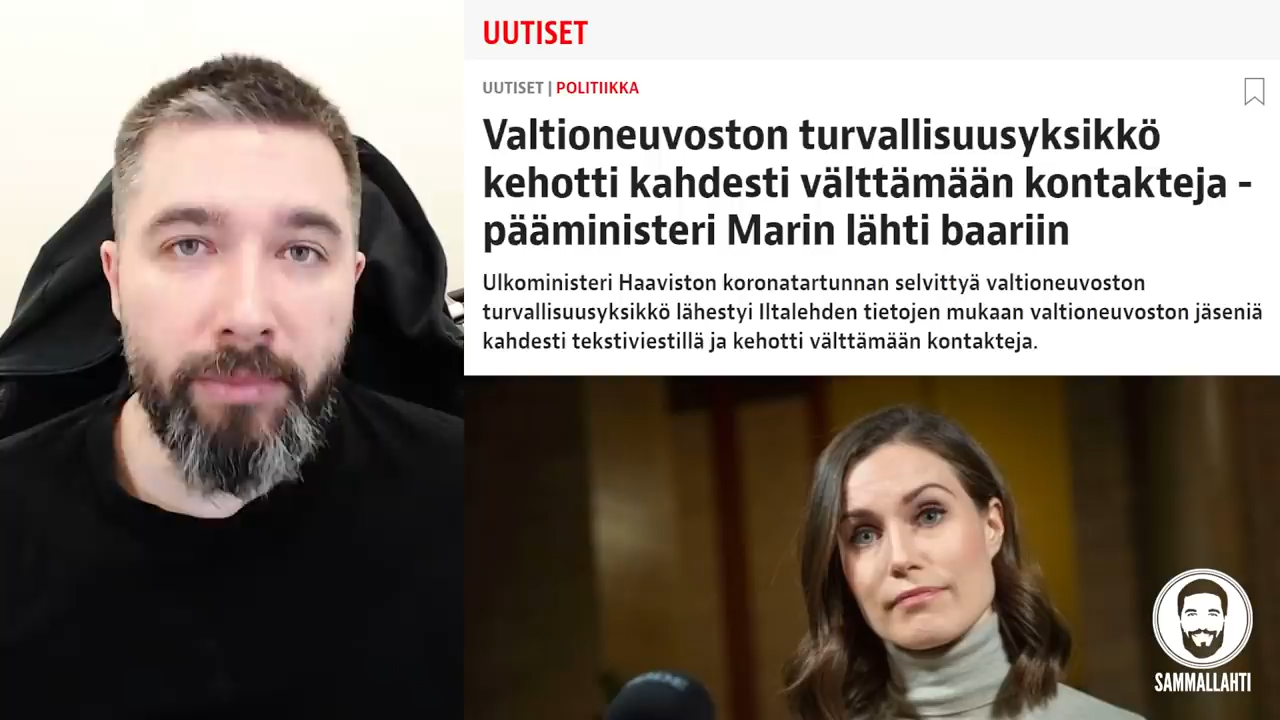 UUTISET
UUTISET | POLITIIKKA
Valtioneuvoston turvallisuusyksikkö
kehotti kahdesti välttämään kontakteja -
pääministeri Marin lähti baariin
Ulkoministeri Haaviston koronatartunnan selvittyä valtioneuvoston
turvallisuusyksikkö lähestyi Iltalehden tietojen mukaan valtioneuvoston jäseniä
kahdesti tekstiviestillä ja kehotti välttämään kontakteja.
SAMMALLAHTI